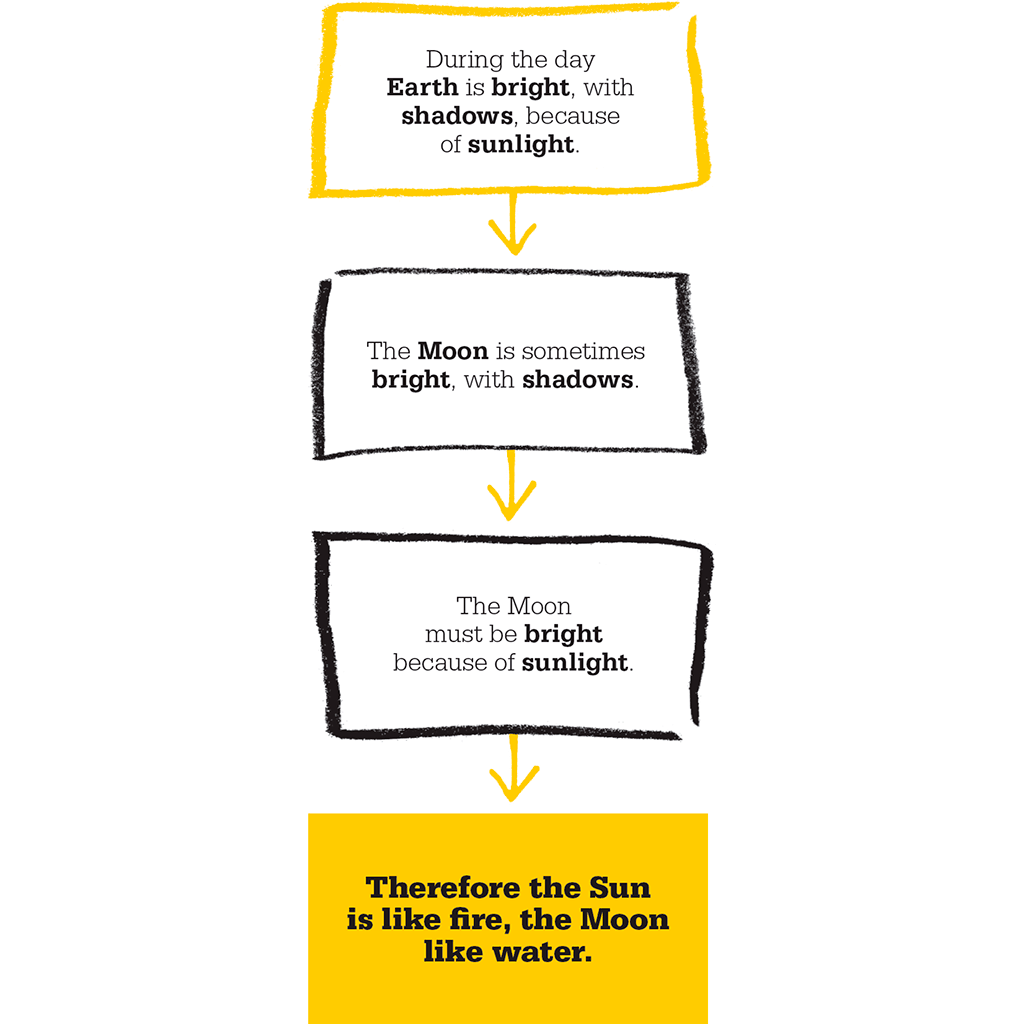 During the day
Earth is bright, with
shadows, because
of sunlight.
The Moon is sometimes
bright, with shadows.
The Moon
must be bright
because of sunlight.
Therefore the Sun
is like fire, the Moon
like water.